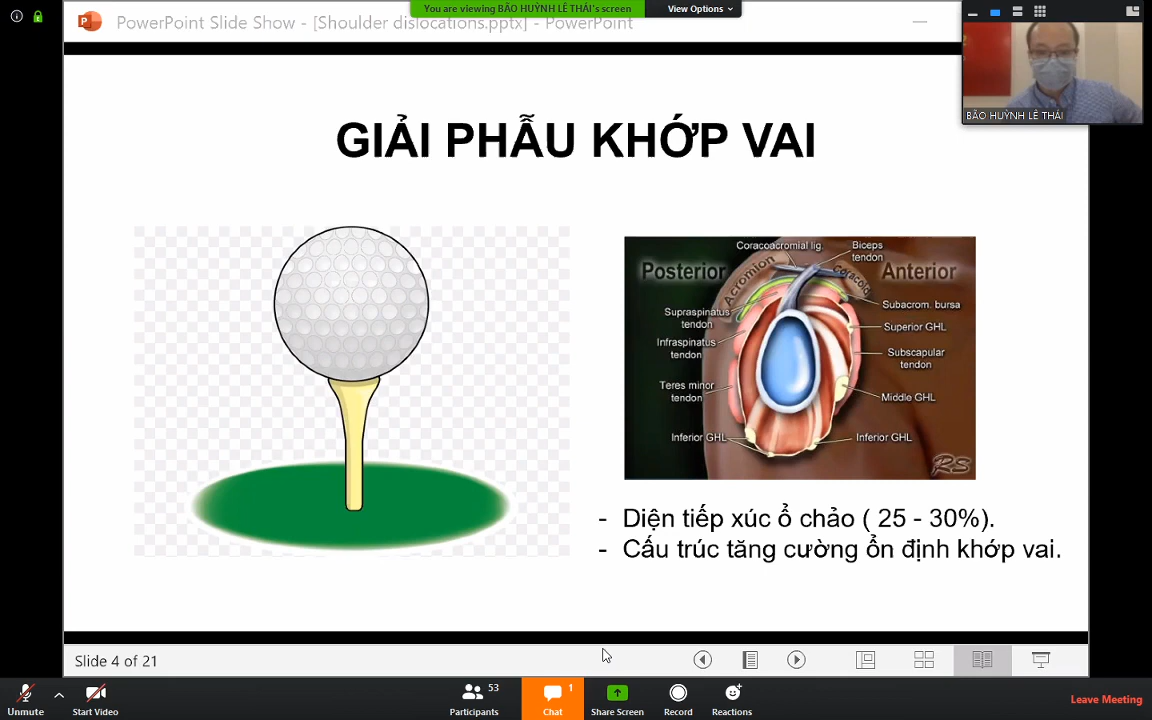 PowerPoint Slide Show - [Shoulder dislocations.pptx] - PowerPoint
You are viewing BẢO HUỲNH LÊ THÁI's screen
View Options
BẢO HUỲNH LÊ THÁI
GIẢI PHẪU KHỚP VAI
Coracoacromial lig.
Biceps
tendon
Posterior
Anterior
Acromion
Coracoid
Supraspinatus
tendon
Subacrom. bursa
Superior GHL
Infraspinatus
tendon
Subscapular
tendon
Teres minor
tendon
Middle GHL
Inferior GHL
Inferior GHL
RS
- Diện tiếp xúc ổ chảo ( 25 - 30%).
- Cấu trúc tăng cường ổn định khớp vai.
Slide 4 of 21
Unmute
Start Video
Participants
53
Chat
1
Share Screen
Record
Reactions
Leave Meeting